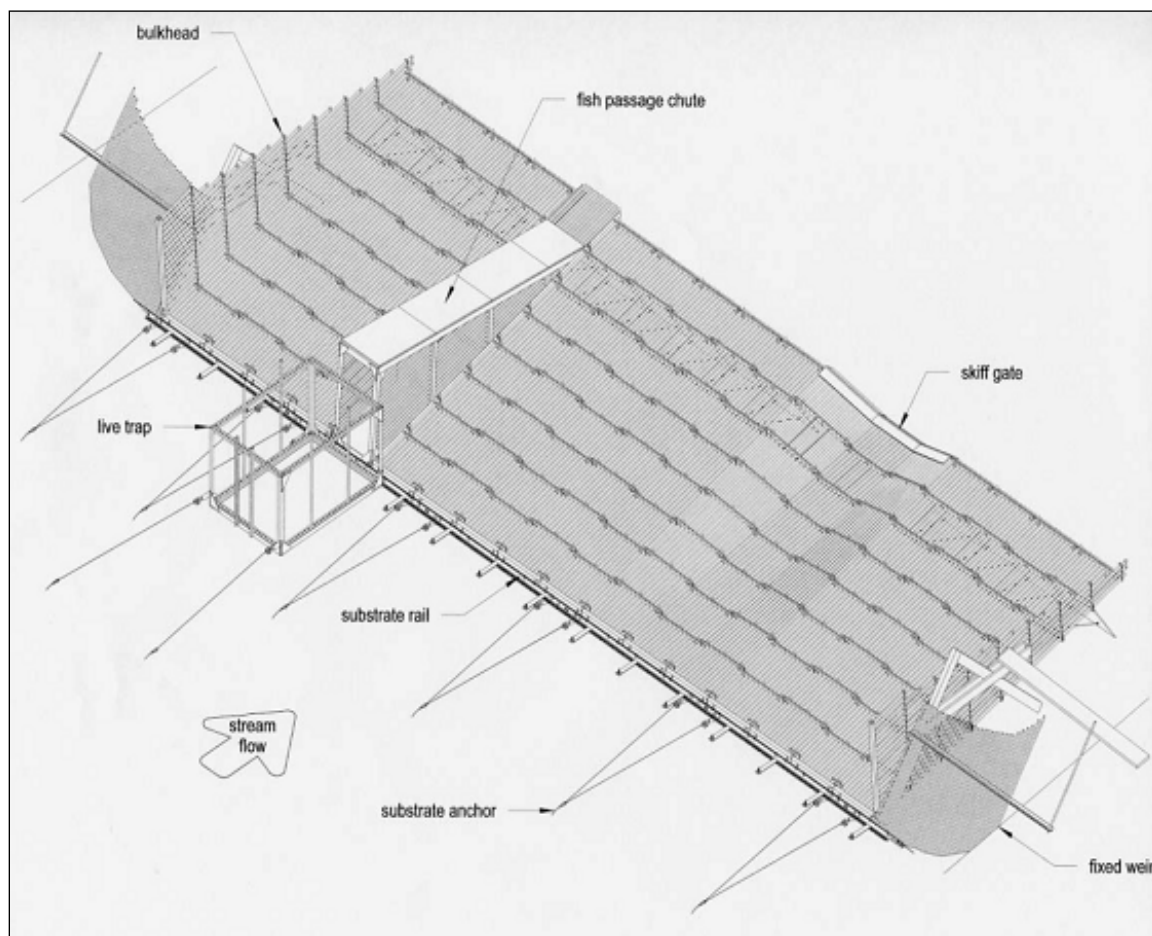 bulkhead
fish passage chute
skiff gate
live trap
substrate rail
stream
flow
substrate anchor
fixed weir